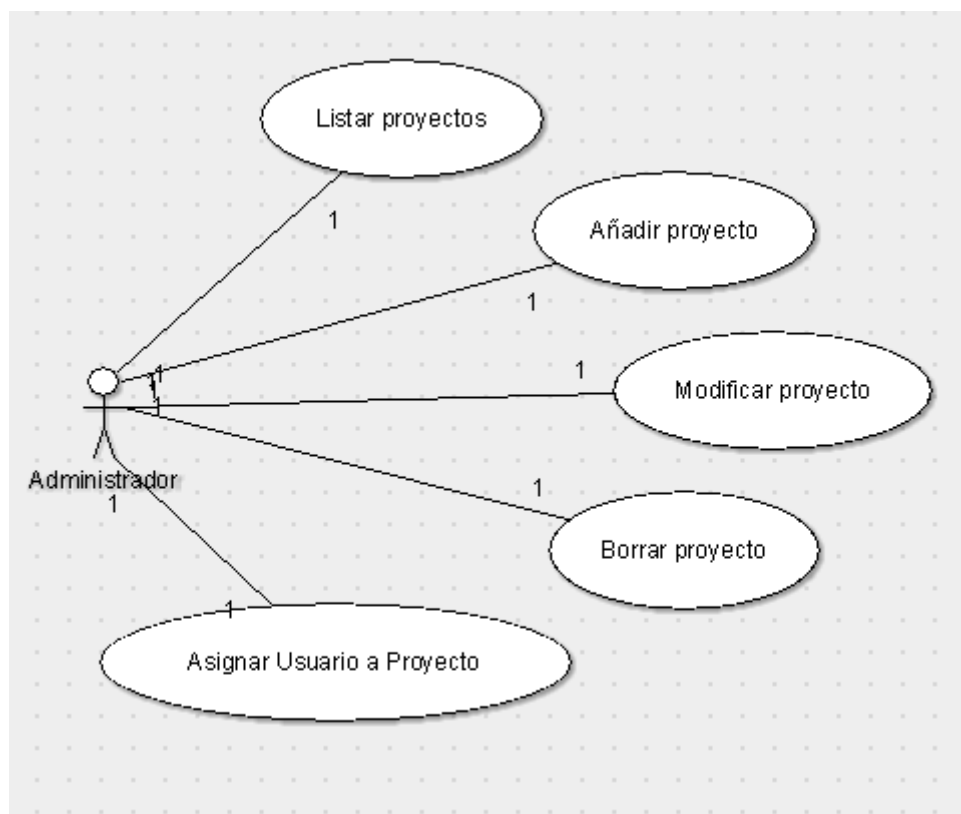 Listar proyectos
1
Añadir proyecto
1
1
1
Modificar proyecto
Administrador
1
1
Borrar proyecto
1
Asignar Usuario a Proyecto